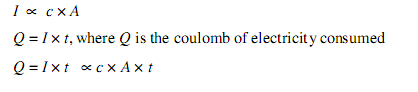 I ∝ c × A
Q = I × t, where Q is the coulomb of electricity consumed
Q = I × t ∝ c × A × t